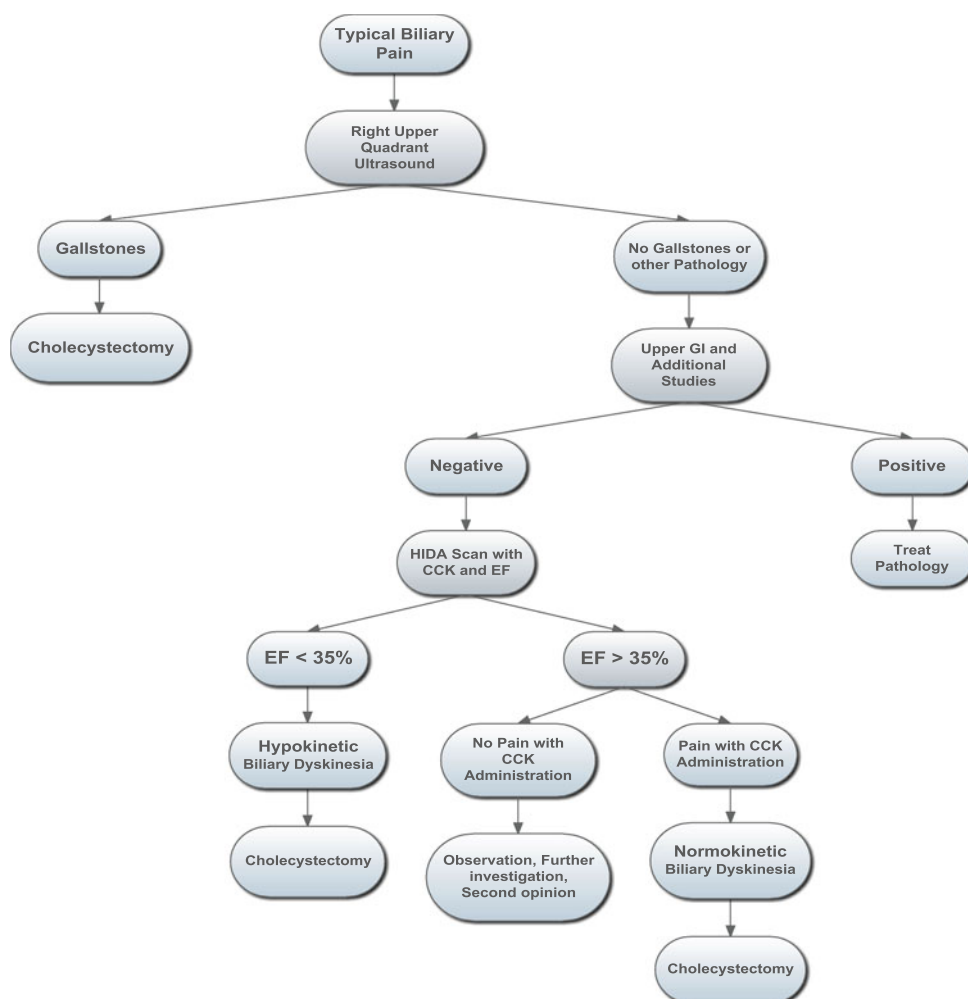 Typical Biliary
Pain
Right Upper
Quadrant
Ultrasound
Gallstones
No Gallstones or
other Pathology
Cholecystectomy
Upper GI and
Additional
Studies
Negative
Positive
HIDA Scan with
CCK and EF
Treat
Pathology
EF < 35%
EF > 35%
Hypokinetic
Biliary Dyskinesia
No Pain with
CCK
Administration
Pain with CCK
Administration
Cholecystectomy
Observation, Further
investigation,
Second opinion
Normokinetic
Biliary Dyskinesia
Cholecystectomy